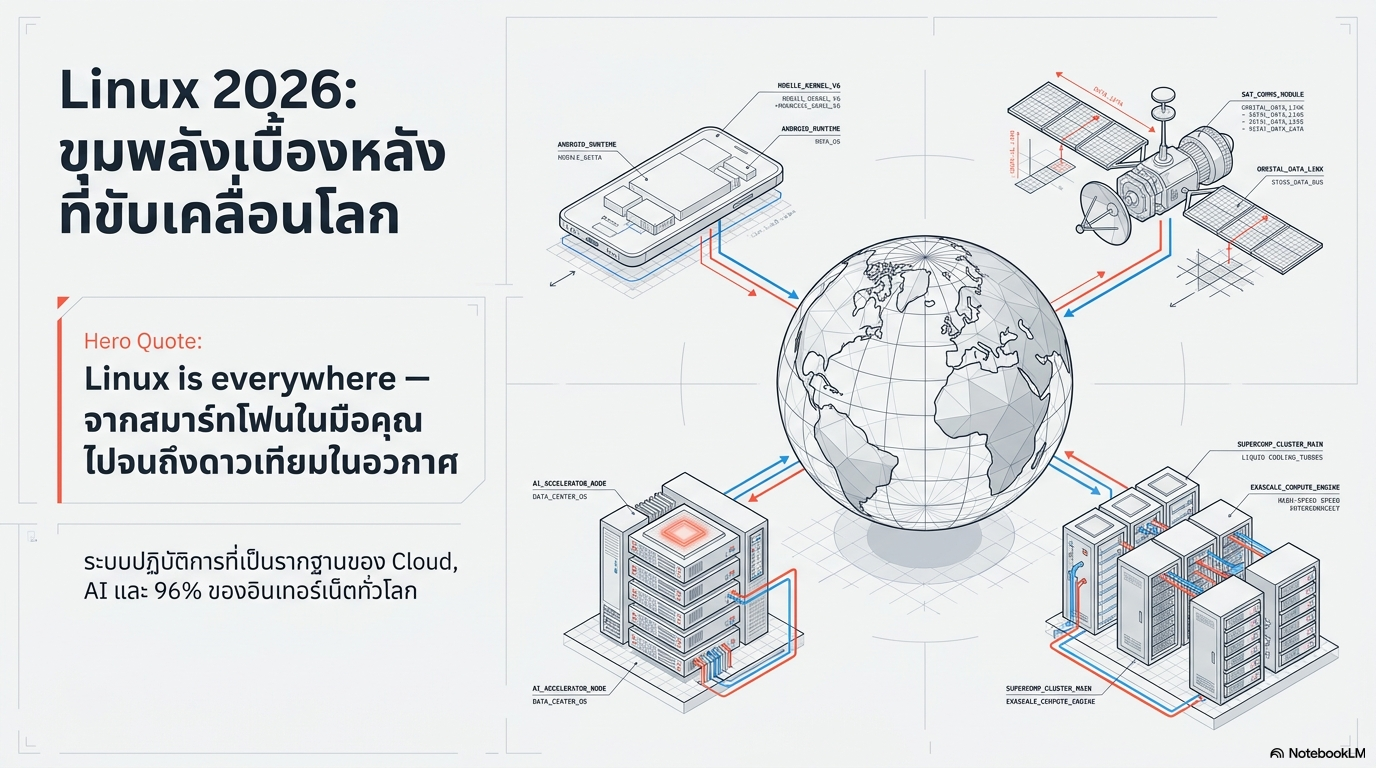 Linux 2026:
ขุมพลังเบื้องหลัง
ที่ขับเคลื่อนโลก
Hero Quote:
Linux is everywhere —
จากสมาร์ทโฟนในมือคุณ
ไปจนถึงดาวเทียมในอวกาศ
ระบบปฏิบัติการที่เป็นรากฐานของ Cloud,
AI และ 96% ของอินเทอร์เน็ตทั่วโลก
MOBILE_KERNEL_V6
ANDROID_RUNTIME
SAT_COMMS_MODULE
STOSS_DATA_BUS
DATA_CENTER_OS
SUPERCOMP_CLUSTER_MAIN
LIQUID COOLING_TUBBES
EXASCALE_COMPUTE_ENGINE
AI_ACCELERATOR_NODE
DATA_CENTER_OS
NotebookLM